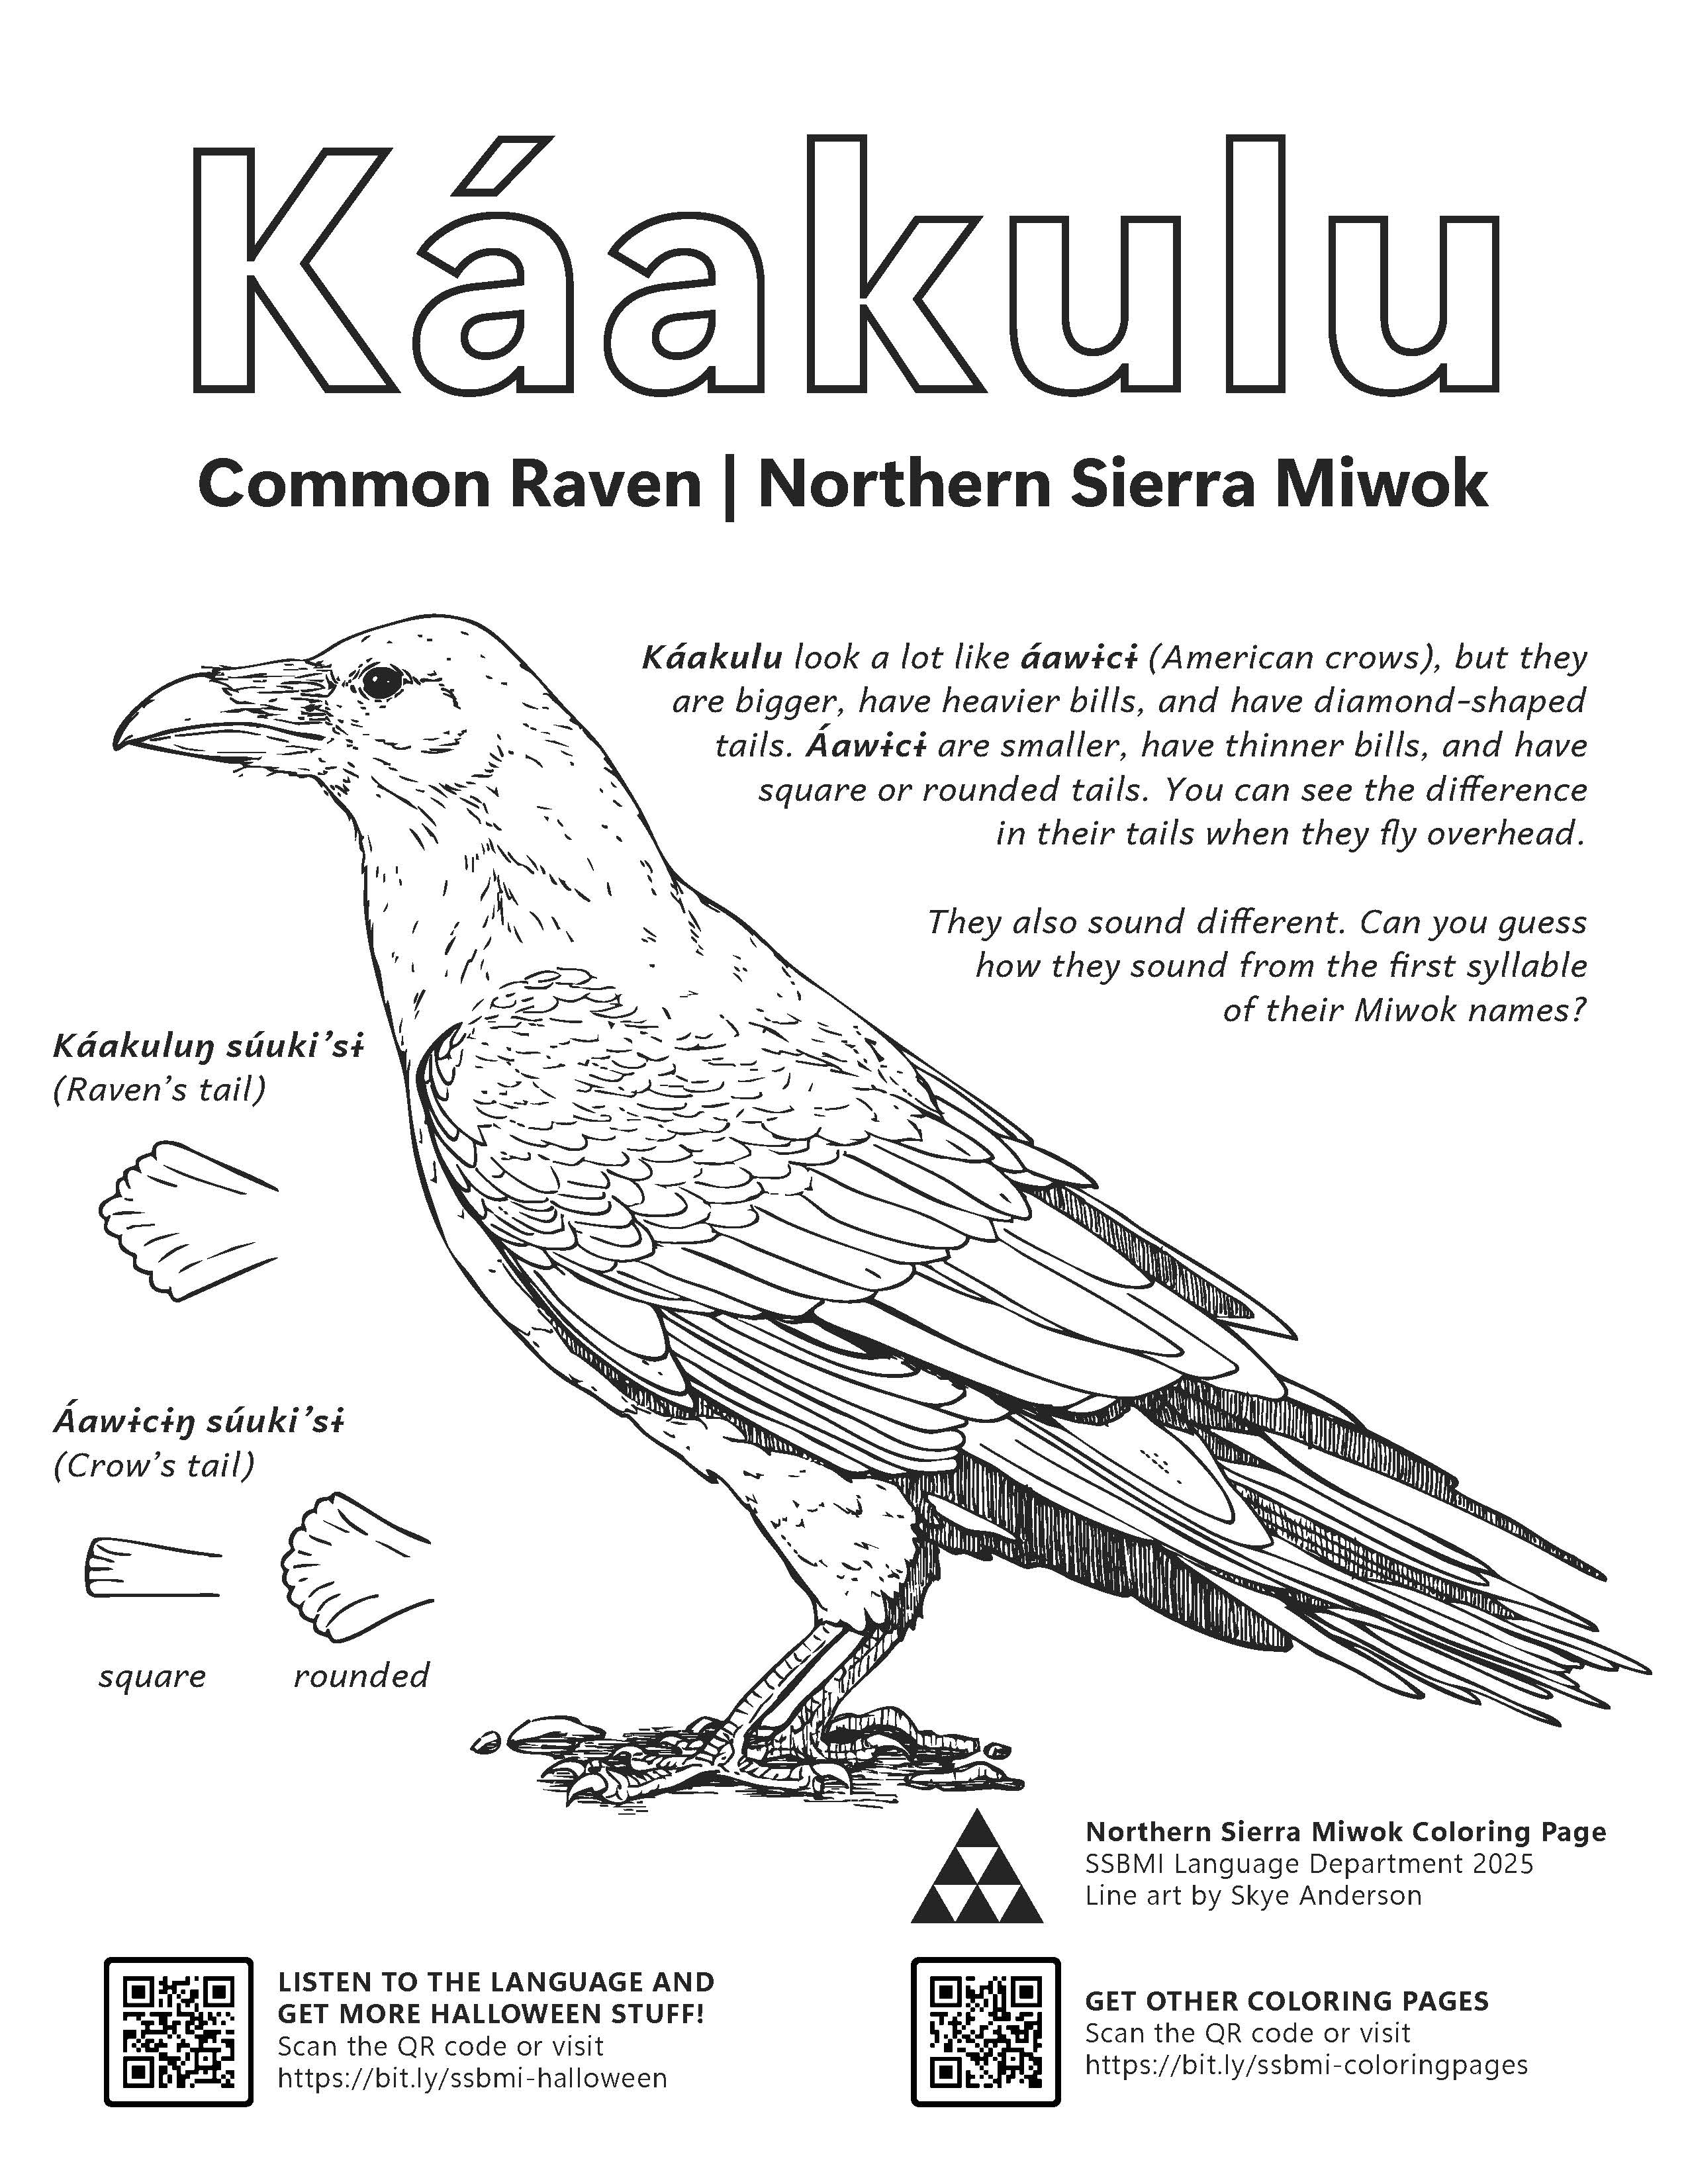 Káakulu
Common Raven | Northern Sierra Miwok
Káakulu look a lot like áawɨcɨ (American crows), but they
are bigger, have heavier bills, and have diamond-shaped
tails. Áawɨcɨ are smaller, have thinner bills, and have
square or rounded tails. You can see the difference
in their tails when they fly overhead.
They also sound different. Can you guess
how they sound from the first syllable
of their Miwok names?
Káakuluŋ súuki’sɨ
(Raven’s tail)
Áawɨcɨŋ súuki’sɨ
(Crow’s tail)
square
rounded
Northern Sierra Miwok Coloring Page
SSBMI Language Department 2025
Line art by Skye Anderson
LISTEN TO THE LANGUAGE AND
GET MORE HALLOWEEN STUFF!
Scan the QR code or visit
https://bit.ly/ssbmi-halloween
GET OTHER COLORING PAGES
Scan the QR code or visit
https://bit.ly/ssbmi-coloringpages